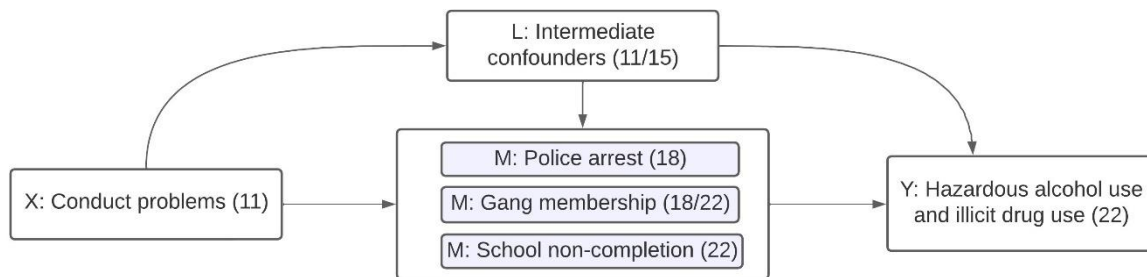 L: Intermediate
confounders (11/15)
M: Police arrest (18)
X: Conduct problems (11)
M: Gang membership (18/22)
Y: Hazardous alcohol use
and illicit drug use (22)
M: School non-completion (22)